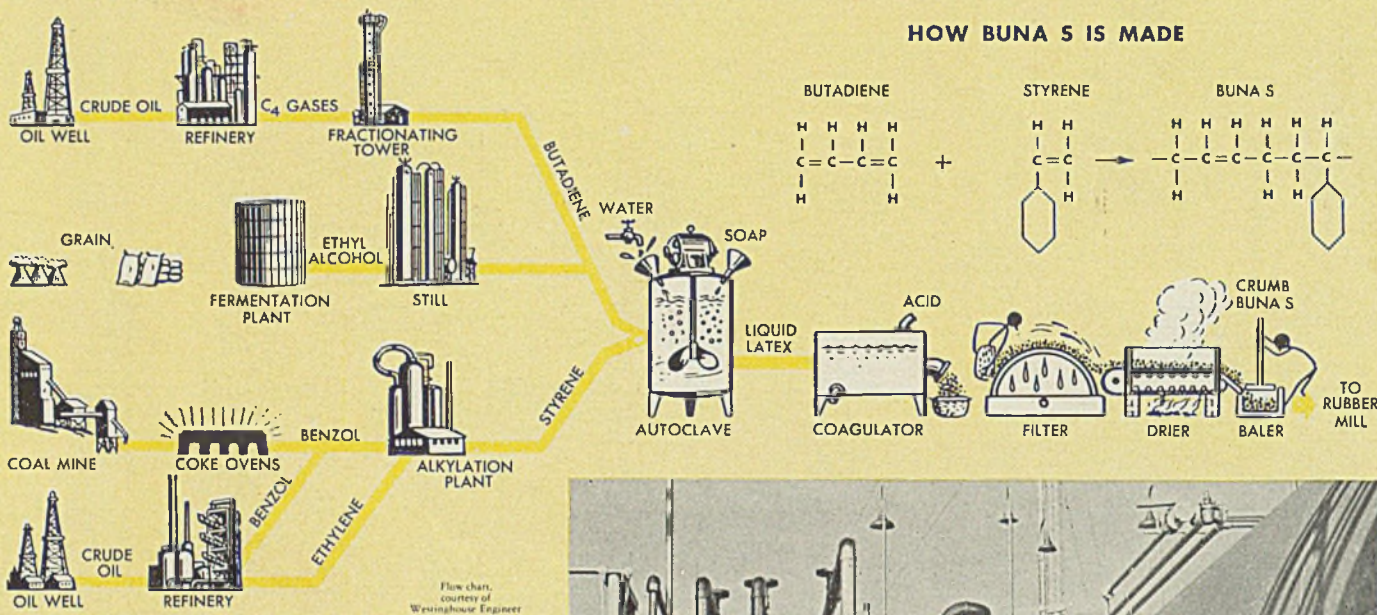 HOW BUNA S IS MADE
BUTADIENE
STYRENE
BUNA S
H H H H
C=C-C=C
H H
+
H H
C=C
H
H H H H H H
-C-C=C-C-C-C-
H H H
CRUDE OIL
OIL WELL
REFINERY
C4 GASES
FRACTIONATING
TOWER
BUTADIENE
GRAIN
FERMENTATION
PLANT
ETHYL
ALCOHOL
STILL
COAL MINE
COKE OVENS
BENZOL
ALKYLATION
PLANT
STYRENE
OIL WELL
CRUDE
OIL
REFINERY
BENZOL
ETHYLENE
WATER
SOAP
AUTOCLAVE
LIQUID
LATEX
ACID
COAGULATOR
FILTER
DRIER
CRUMB
BUNA S
BALER
TO
RUBBER
MILL
Flow chart,
courtesy of
Westinghouse Engineer